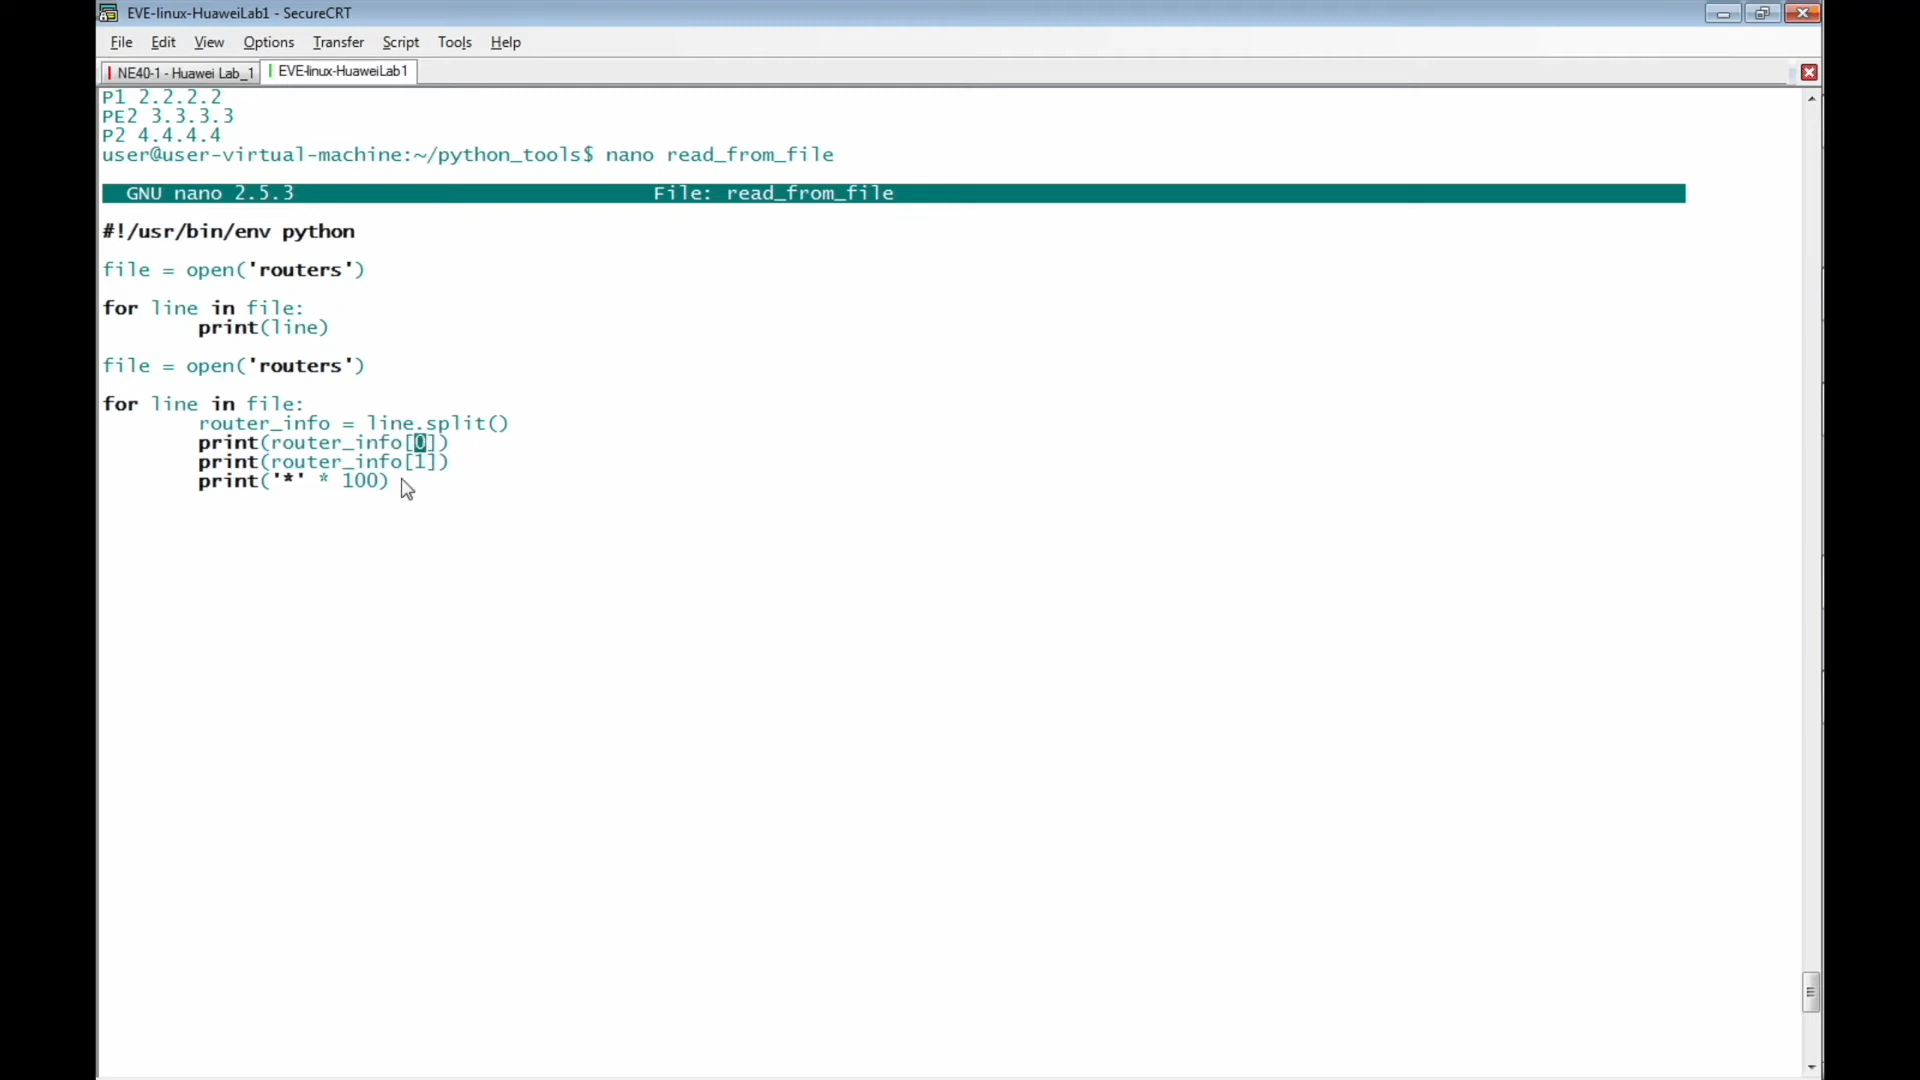 EVE-linux-HuaweiLab1 - SecureCRT
File Edit View Options Transfer Script Tools Help
NE40-1 - Huawei Lab_1 EVE-linux-HuaweiLab1
P1 2.2.2.2
PE2 3.3.3.3
P2 4.4.4.4
user@user-virtual-machine:~/python_tools$ nano read_from_file
GNU nano 2.5.3 File: read_from_file
#!/usr/bin/env python
file = open('routers')
for line in file:
print(line)
file = open('routers')
for line in file:
router_info = line.split()
print(router_info[0])
print(router_info[1])
print('*' * 100)